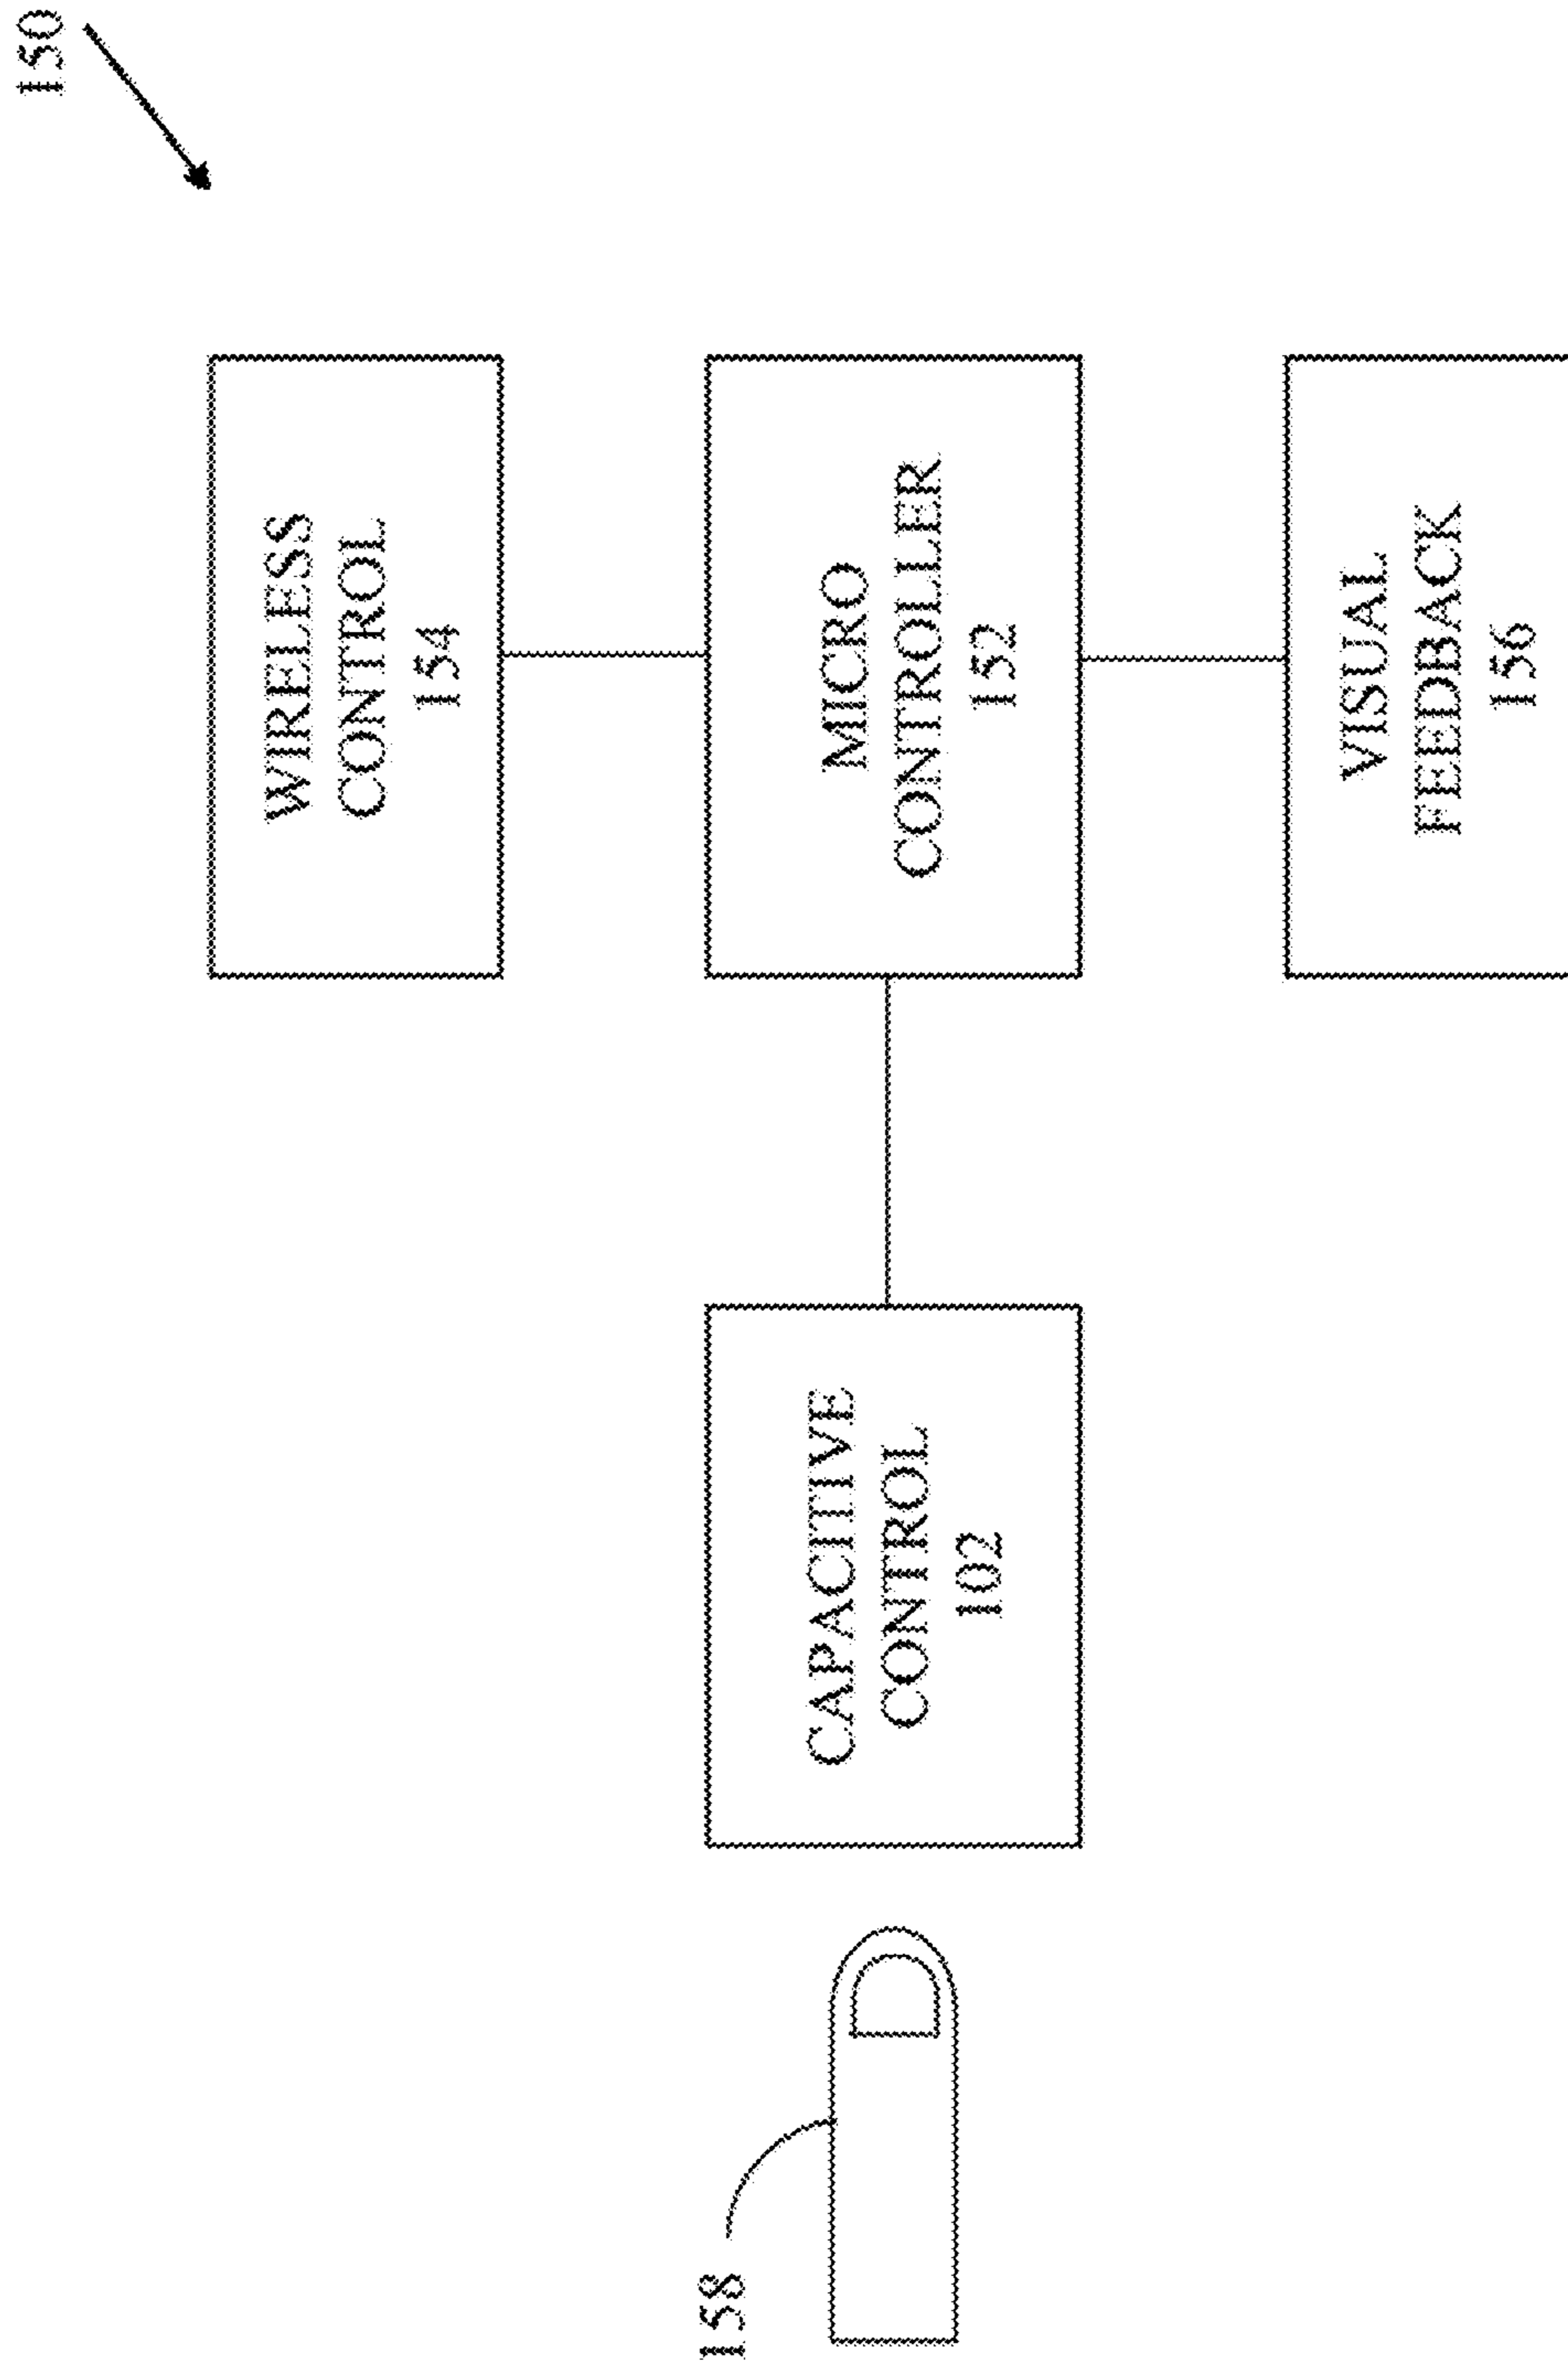 150
WIRELESS
CONTROL
154
CAPACITIVE
CONTROL
102
MICRO
CONTROLLER
152
158
VISUAL
FEEDBACK
156